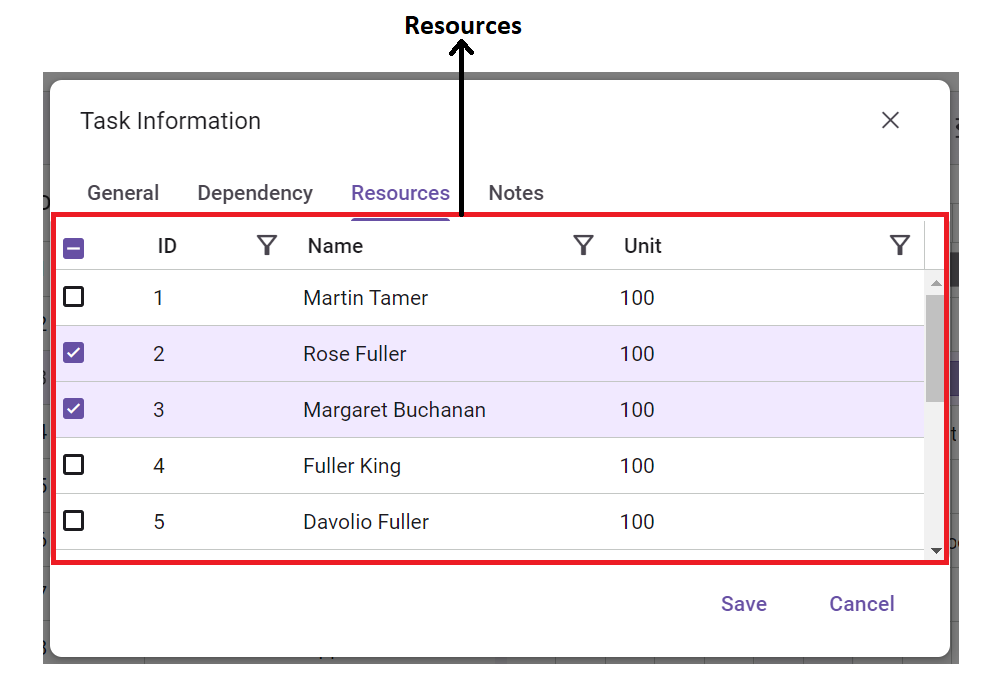 Resources
Task Information
General Dependency Resources Notes
ID Name Unit
1 Martin Tamer 100
2 Rose Fuller 100
3 Margaret Buchanan 100
4 Fuller King 100
5 Davolio Fuller 100
Save Cancel